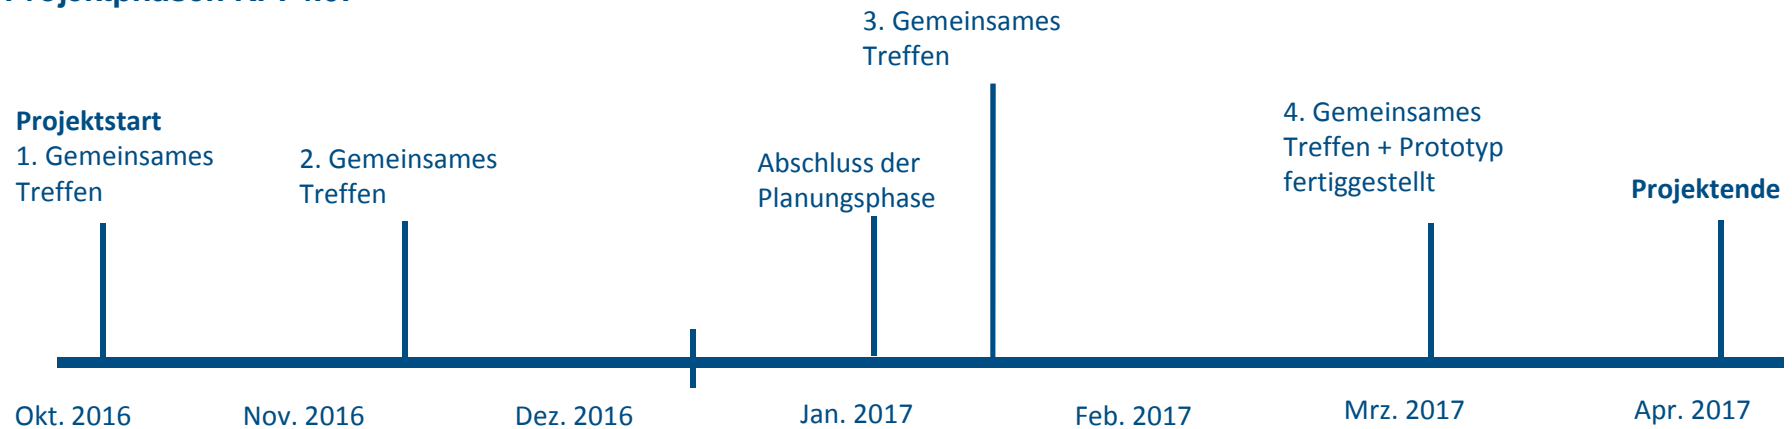 3. Gemeinsames
Treffen
Projektstart
1. Gemeinsames
Treffen
2. Gemeinsames
Treffen
Abschluss der
Planungsphase
4. Gemeinsames
Treffen + Prototyp
fertiggestellt
Projektende
Okt. 2016
Nov. 2016
Dez. 2016
Jan. 2017
Feb. 2017
Mrz. 2017
Apr. 2017